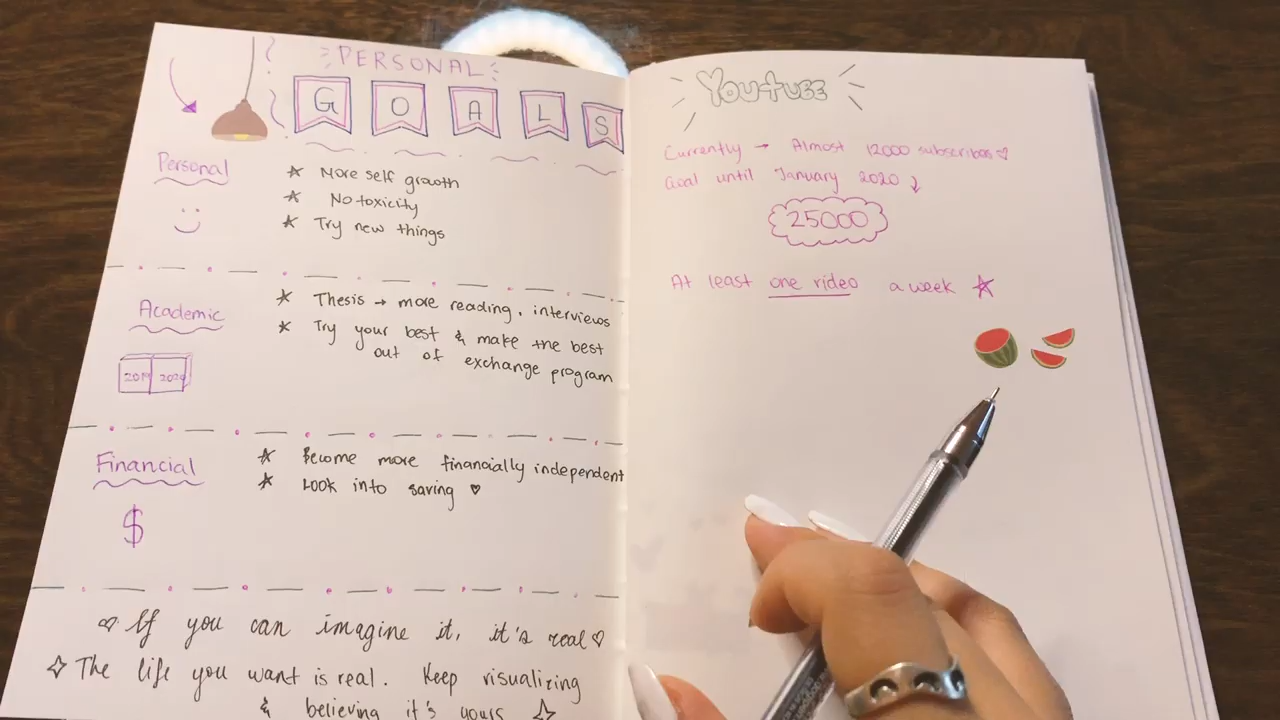 PERSONAL
GOALS
Personal
★ More self growth
★ No toxicity
★ Try new things
Academic
2019 2020
★ Thesis → more reading, interviews
★ Try your best & make the best
out of exchange program
Financial
$
★ Become more financially independent
★ Look into saving ♡
♡ If you can imagine it, it's real ♡
✧ The life you want is real. Keep visualizing
& believing it's yours ☆
YouTuBE
Currently → Almost 12000 subscribers ♡
Goal until January 2020 ↓
25000
At least one video a week ★